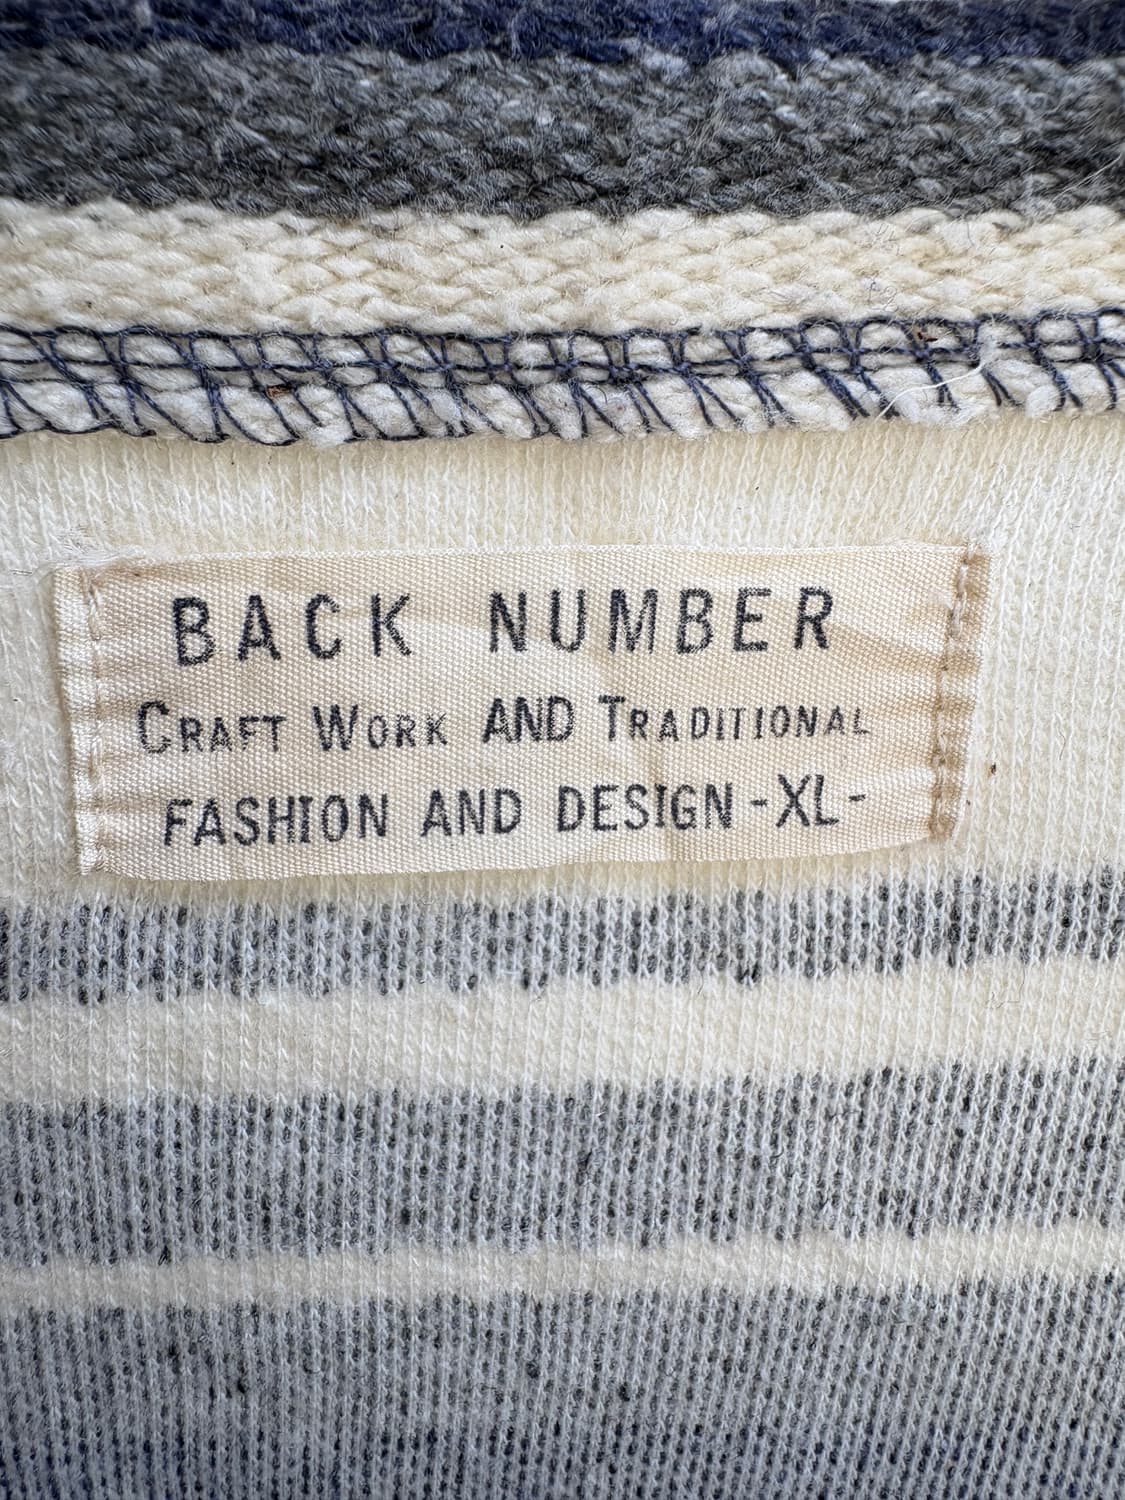 BACK NUMBER
CRAFT WORK AND TRADITIONAL
FASHION AND DESIGN -XL-